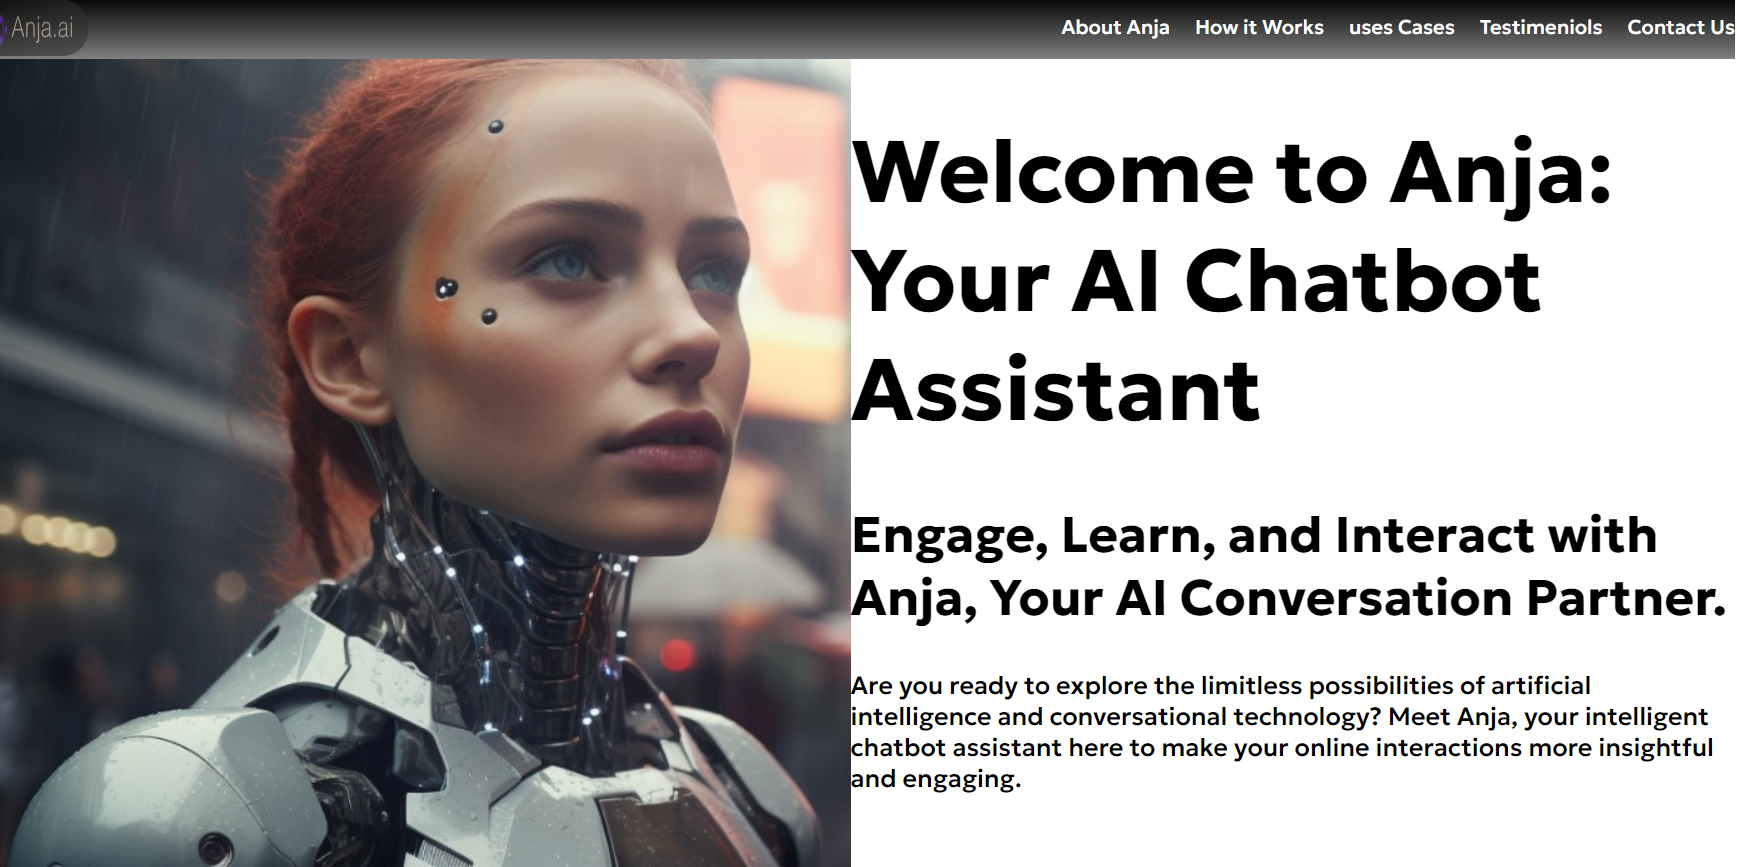 Anja.ai
About Anja How it Works uses Cases Testimeniols Contact Us
Welcome to Anja:
Your AI Chatbot
Assistant
Engage, Learn, and Interact with
Anja, Your AI Conversation Partner.
Are you ready to explore the limitless possibilities of artificial
intelligence and conversational technology? Meet Anja, your intelligent
chatbot assistant here to make your online interactions more insightful
and engaging.